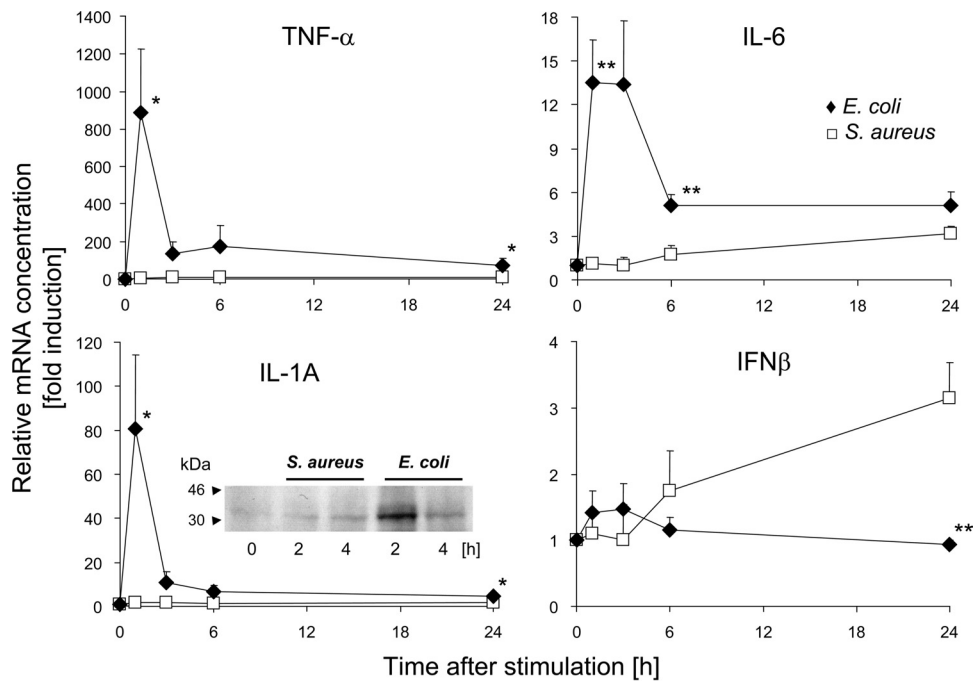 TNF-α
1400
1200
1000
800
600
400
200
0
*
*
0 6 12 18 24
IL-6
18
15
12
9
6
3
0
**
**
E. coli
S. aureus
0 6 12 18 24
Relative mRNA concentration
[fold induction]
IL-1A
120
100
80
60
40
20
0
*
*
kDa
S. aureus E. coli
46
30
0 2 4 2 4 [h]
0 6 12 18 24
IFNβ
4
3
2
1
0
**
0 6 12 18 24
Time after stimulation [h]